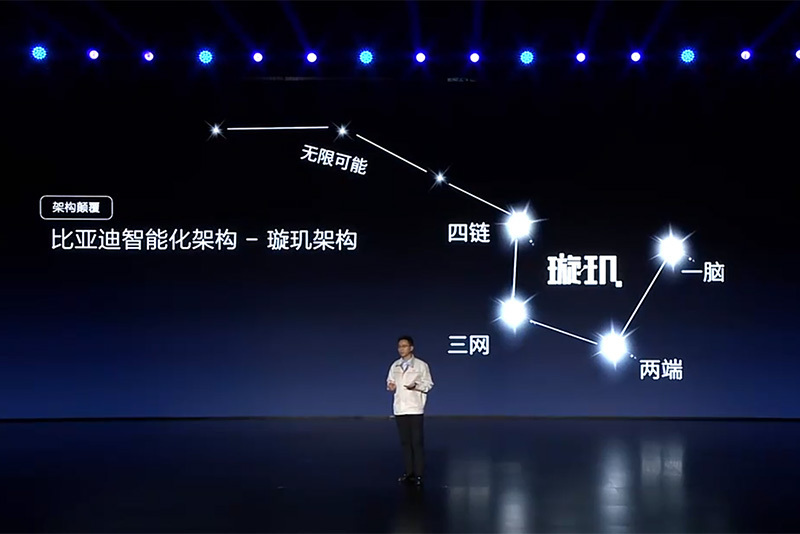 无限可能
架构颠覆
比亚迪智能化架构 - 璇玑架构
四链
璇玑
一脑
三网
两端